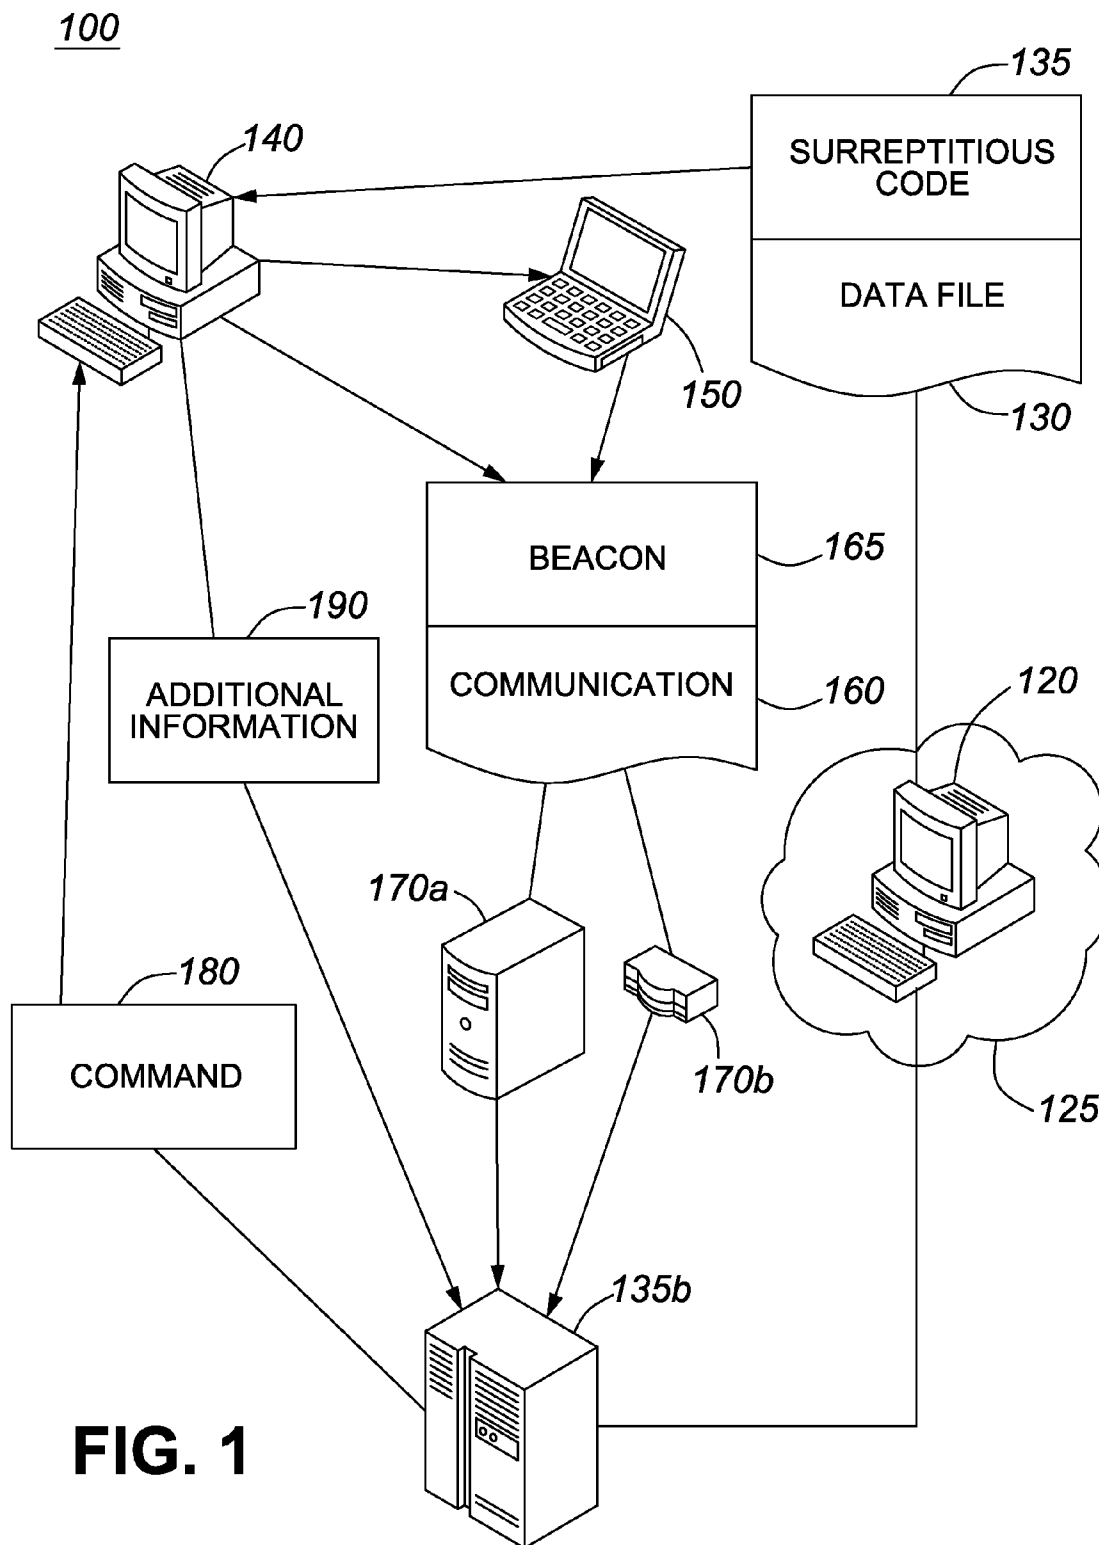 100
135
SURREPTITIOUS
CODE
140
DATA FILE
150
130
BEACON
165
190
ADDITIONAL
INFORMATION
COMMUNICATION
160
120
170a
180
COMMAND
170b
125
135b
FIG. 1